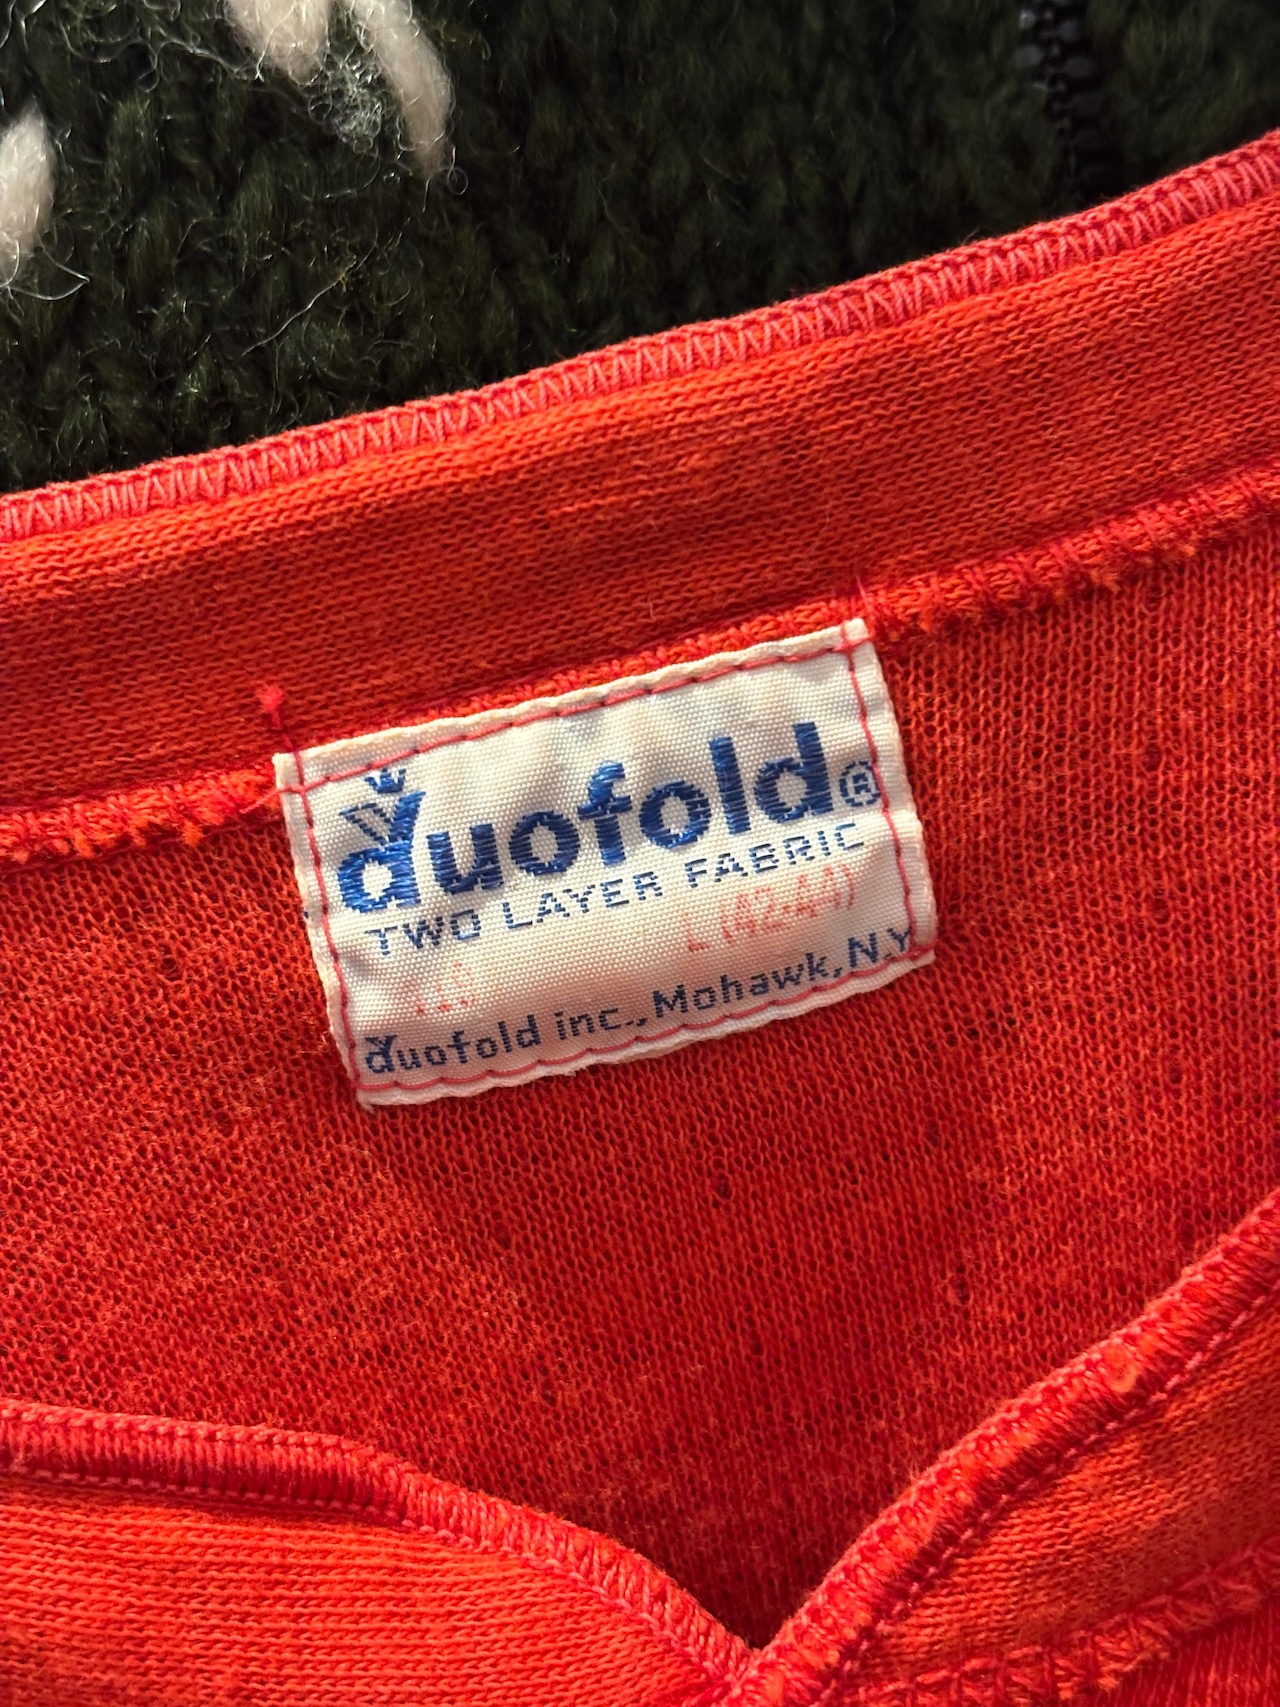 duofold®
TWO LAYER FABRIC
L (42-44)
duofold inc., Mohawk, N.Y.